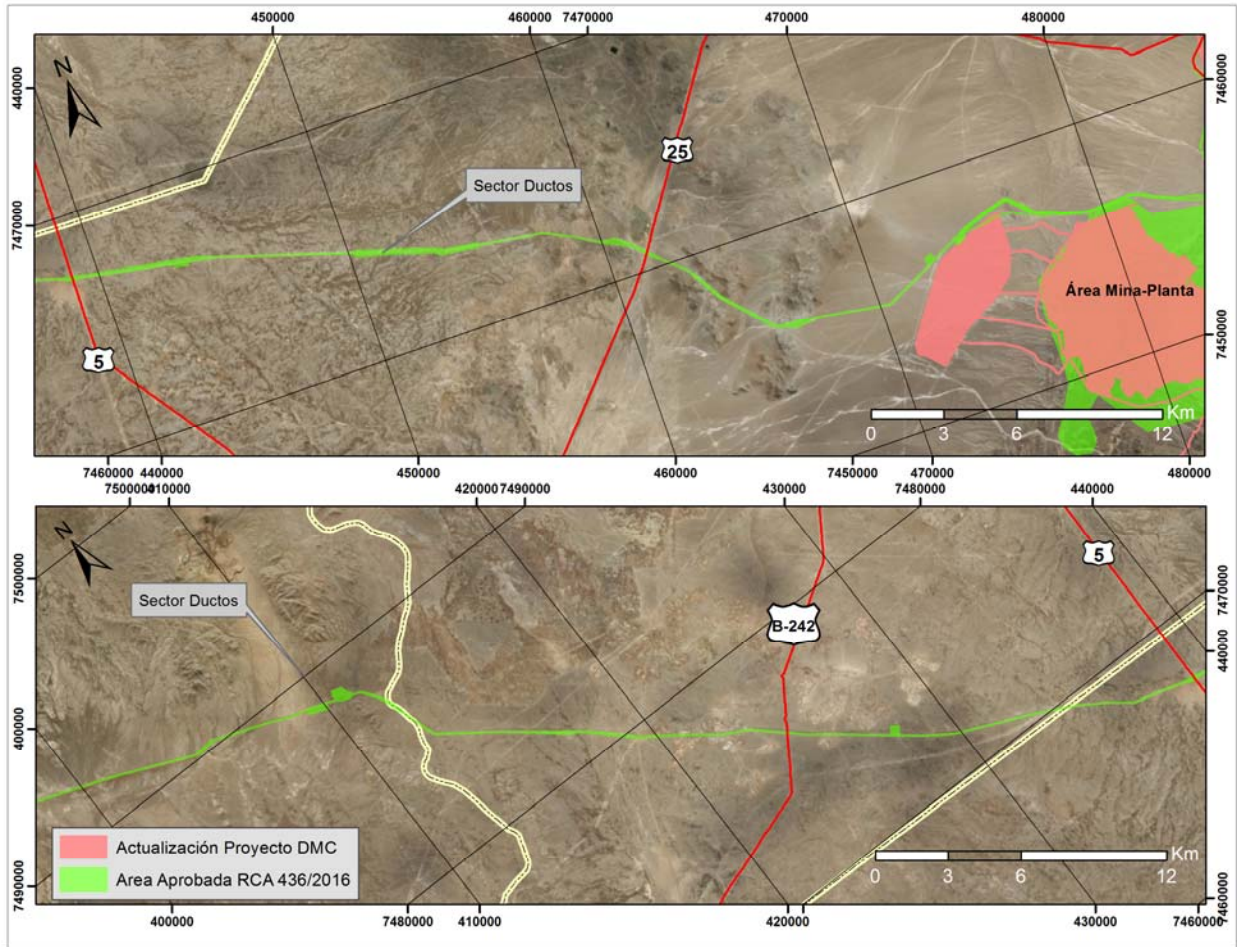 450000 460000 7470000 470000 480000
N
440000
7460000
25
Sector Ductos
7470000
Área Mina-Planta
7450000
5
Km
0 3 6 12
7460000 440000 450000 460000 7450000 470000 480000
7500000 410000 420000 7490000 430000 7480000 440000
N
5
7500000
Sector Ductos
7470000
B-242
440000
400000
Actualización Proyecto DMC
Km
Area Aprobada RCA 436/2016
0 3 6 12
7490000
7460000
400000 7480000 410000 420000 430000 7460000